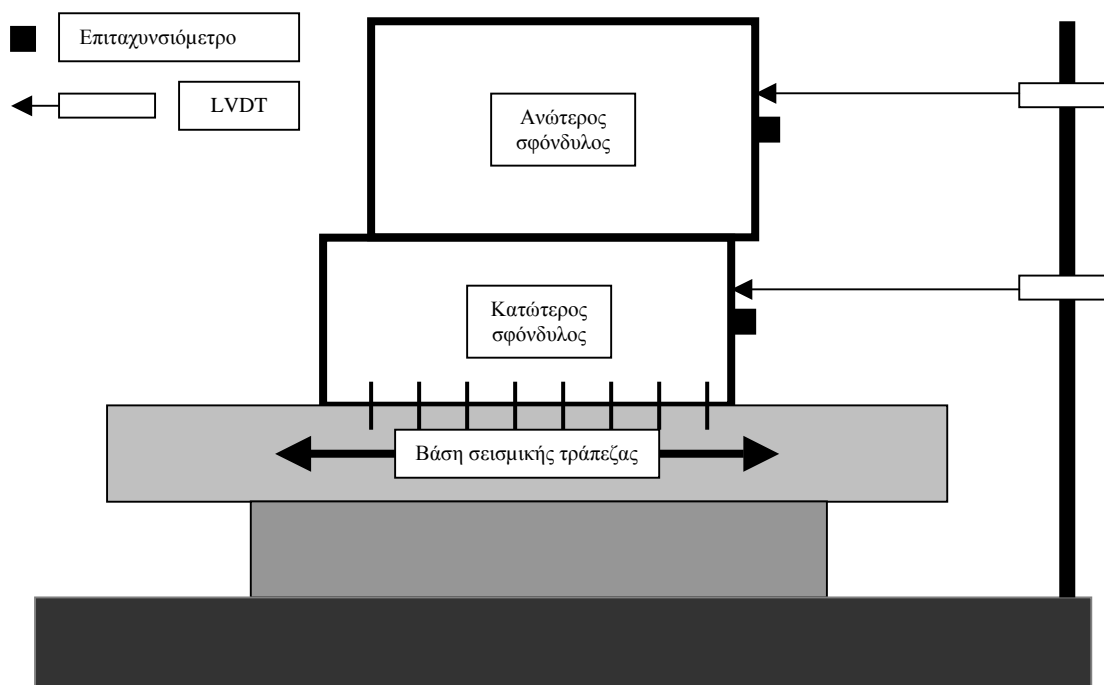 Επιταχυνσιόμετρο
LVDT
Ανώτερος
σφόνδυλος
Κατώτερος
σφόνδυλος
Βάση σεισμικής τράπεζας